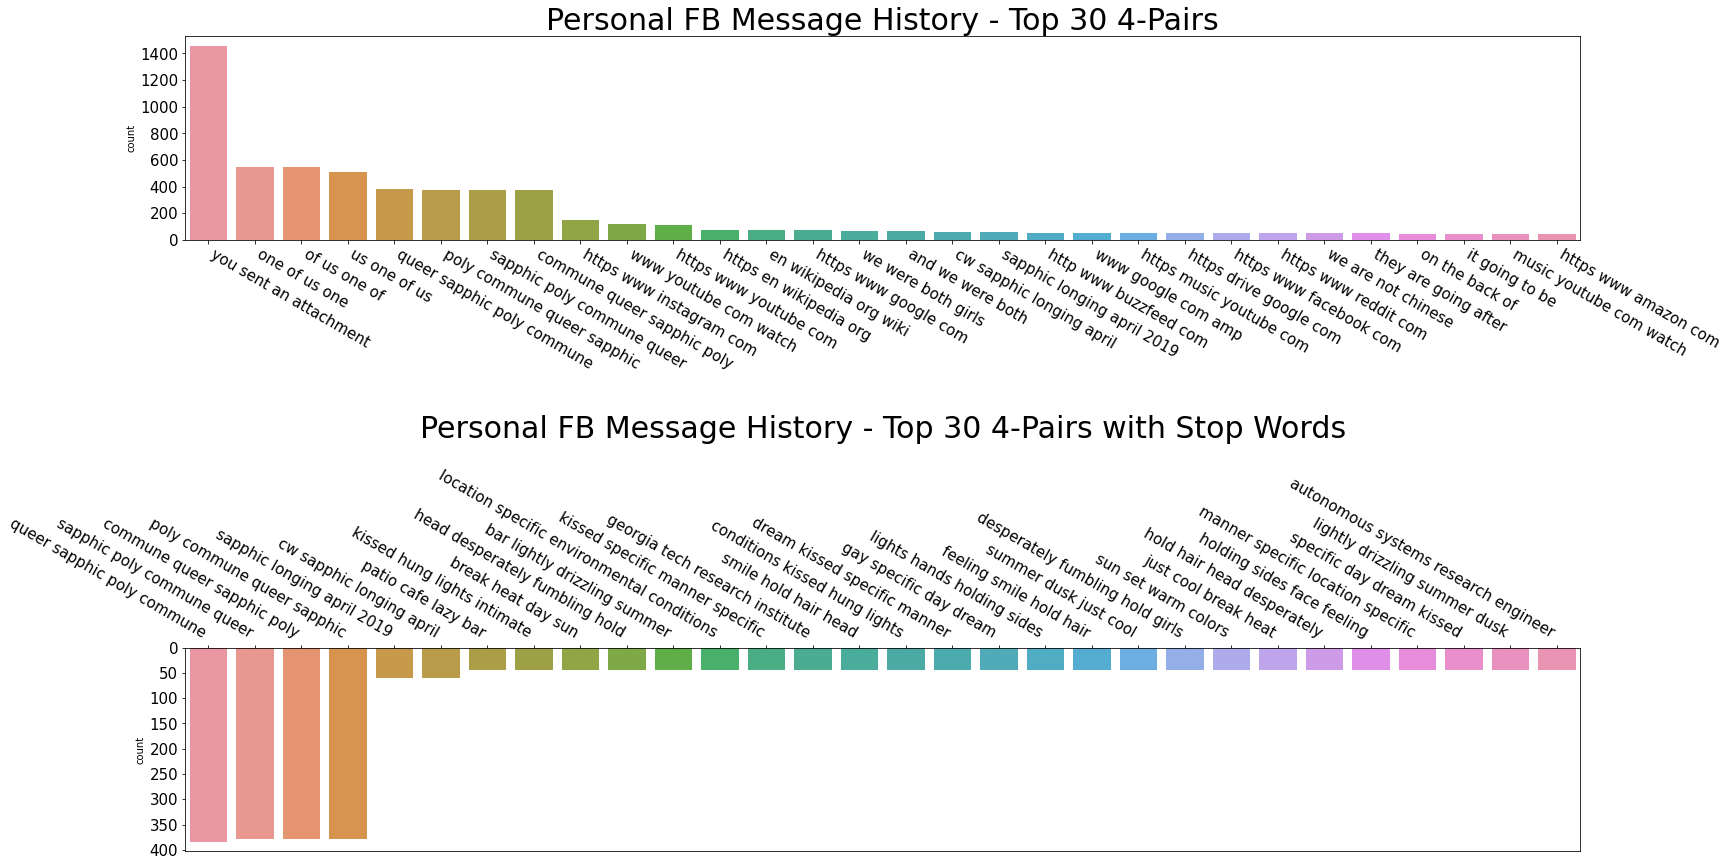 Personal FB Message History - Top 30 4-Pairs
1400
1200
1000
800
600
400
200
0
count
you sent an attachment
one of us one
of us one of
us one of us
queer sapphic poly commune
poly commune queer sapphic
sapphic poly commune queer
commune queer sapphic poly
https www instagram com
www youtube com watch
https www youtube com
https en wikipedia org
en wikipedia org wiki
https www google com
we were both girls
and we were both
cw sapphic longing april
sapphic longing april 2019
http www buzzfeed com
www google com amp
https music youtube com
https drive google com
https www facebook com
https www reddit com
we are not chinese
they are going after
on the back of
it going to be
music youtube com watch
https www amazon com
Personal FB Message History - Top 30 4-Pairs with Stop Words
queer sapphic poly commune
sapphic poly commune queer
commune queer sapphic poly
poly commune queer sapphic
sapphic longing april 2019
cw sapphic longing april
patio cafe lazy bar
kissed hung lights intimate
break heat day sun
head desperately fumbling hold
bar lightly drizzling summer
location specific environmental conditions
kissed specific manner specific
georgia tech research institute
smile hold hair head
conditions kissed hung lights
dream kissed specific manner
gay specific day dream
lights hands holding sides
feeling smile hold hair
summer dusk just cool
desperately fumbling hold girls
sun set warm colors
just cool break heat
hold hair head desperately
holding sides face feeling
manner specific location specific
specific day dream kissed
lightly drizzling summer dusk
autonomous systems research engineer
0
50
100
150
200
250
300
350
400
count